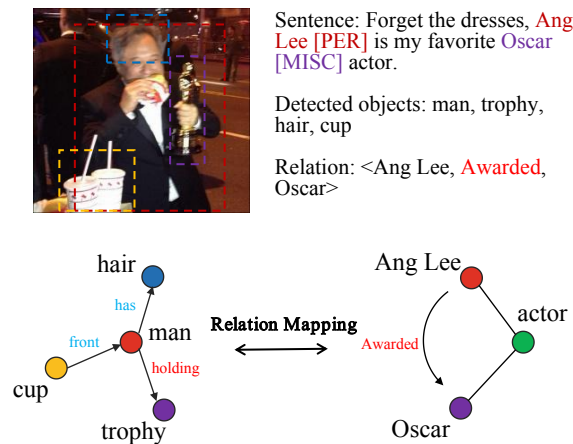 Sentence: Forget the dresses, Ang
Lee [PER] is my favorite Oscar
[MISC] actor.
Detected objects: man, trophy,
hair, cup
Relation: <Ang Lee, Awarded,
Oscar>
hair
has
man
front
holding
cup
trophy
Relation Mapping
Ang Lee
actor
Awarded
Oscar